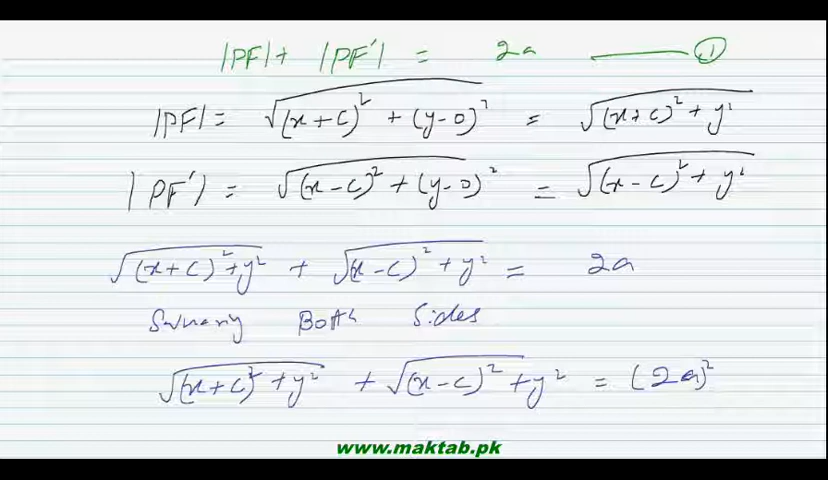 |PF| + |PF'| = 2a ——— ①
|PF| = √((x+c)² + (y-0)²) = √((x+c)² + y²)
|PF'| = √((x-c)² + (y-0)²) = √((x-c)² + y²)
√((x+c)² + y²) + √((x-c)² + y²) = 2a
Both Sides
√((x+c)² + y²) + √((x-c)² + y²) = (2a)²
www.maktab.pk